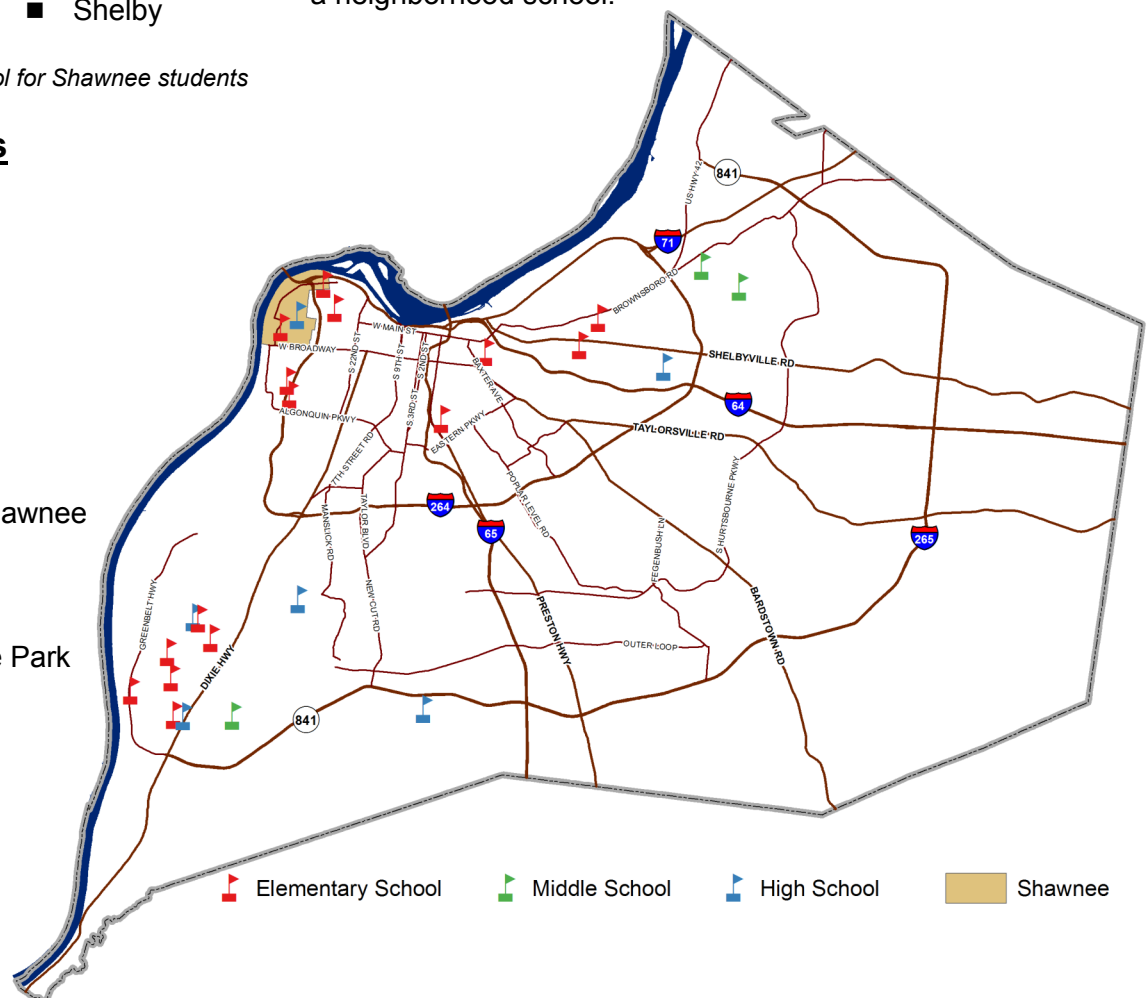 ■ Shelby
a neighborhood school.
ol for Shawnee students
s
awnee
e Park
US HWY 42
841
71
BROWNSBORO RD
W MAIN ST
W BROADWAY
S 22ND ST
S 9TH ST
S 2ND ST
S 3RD ST
BAXTER AVE
SHELBYVILLE RD
64
ALGONQUIN PKWY
EASTERN PKWY
TAYLORSVILLE RD
7TH STREET RD
MANSLICK RD
TAYLOR BLVD
POPLAR LEVEL RD
S HURTSBOURNE PKWY
264
65
265
FEGENBUSH LN
GREENBELT HWY
NEW CUT RD
PRESTON HWY
BARDSTOWN RD
OUTER LOOP
DIXIE HWY
841
Elementary School
Middle School
High School
Shawnee